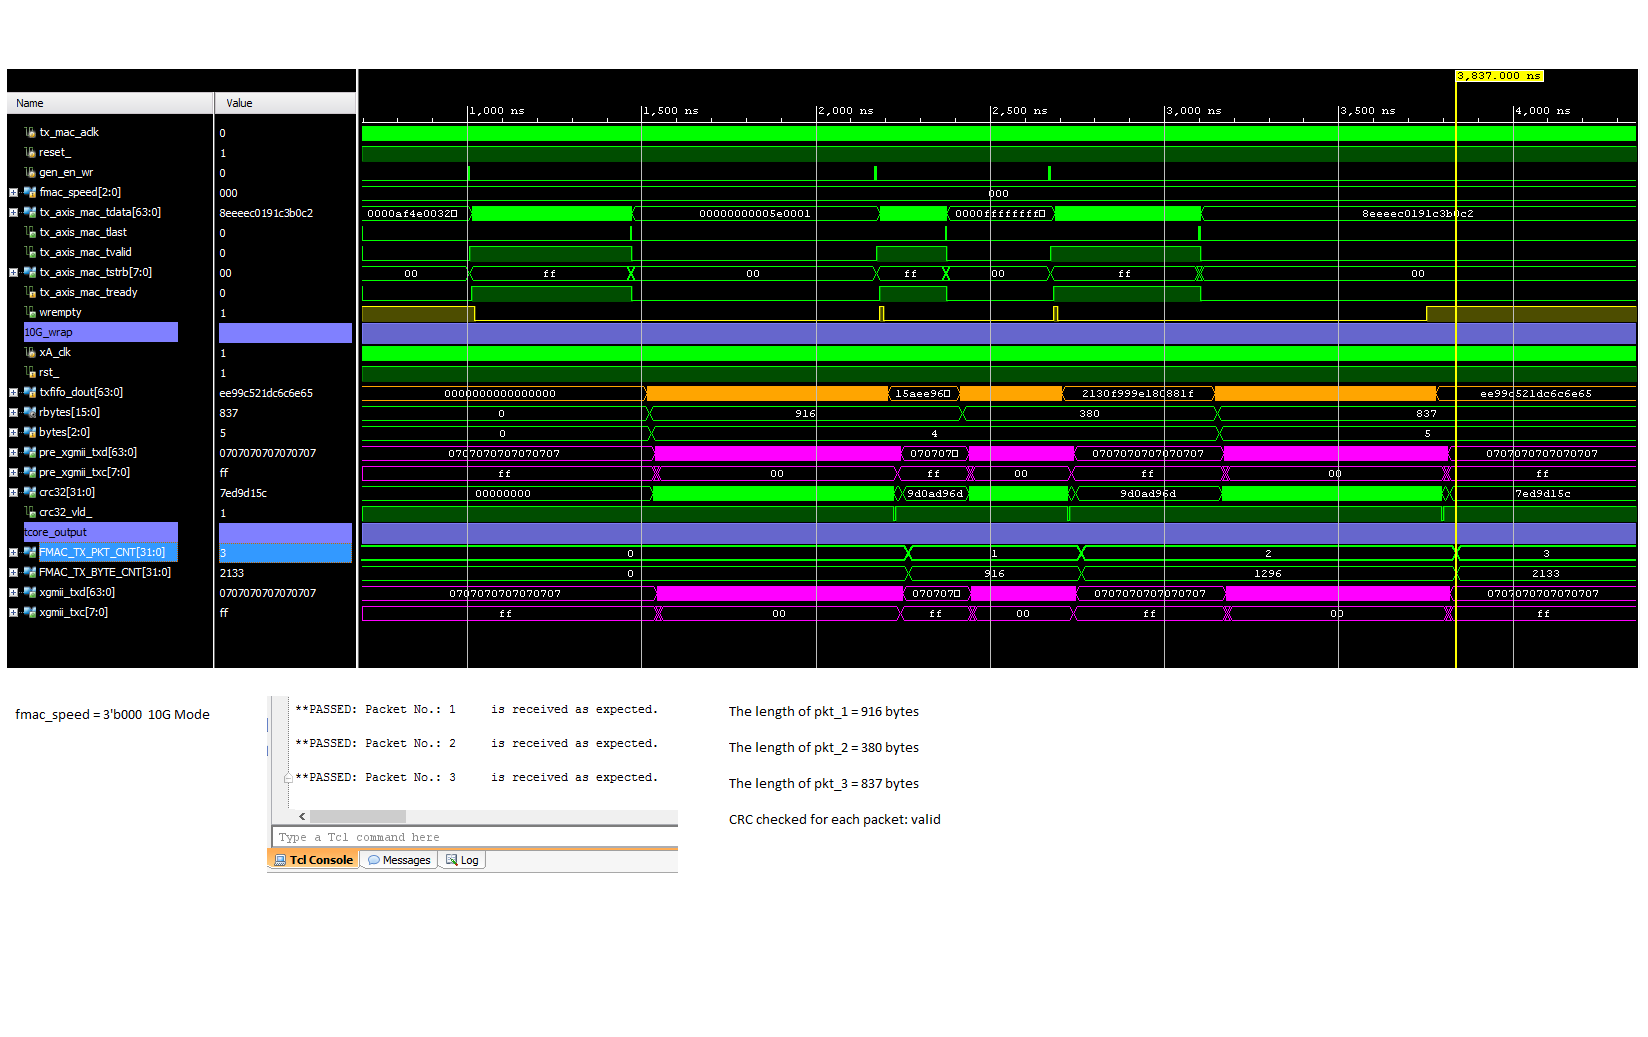 3,837.000 ns
Name Value
1,000 ns 1,500 ns 2,000 ns 2,500 ns 3,000 ns 3,500 ns 4,000 ns
tx_mac_aclk 0
reset_ 1
gen_en_wr 0
fmac_speed[2:0] 000 000
tx_axis_mac_tdata[63:0] 8eeeec0191c3b0c2 0000af4e0032 00000000005e0001 0000ffffffff 8eeeec0191c3b0c2
tx_axis_mac_tlast 0
tx_axis_mac_tvalid 0
tx_axis_mac_tstrb[7:0] 00 00 ff 00 ff 00 ff 00
tx_axis_mac_tready 0
wrempty 1
10G_wrap
xA_clk 1
rst_ 1
txfifo_dout[63:0] ee99c521dc6c6e65 0000000000000000 15aee96 2130f999e180881f ee99c521dc6c6e65
rbytes[15:0] 837 0 916 380 837
bytes[2:0] 5 0 4 5
pre_xgmii_txd[63:0] 0707070707070707 0707070707070707 070707 0707070707070707 0707070707070707
pre_xgmii_txc[7:0] ff ff 00 ff 00 ff 00 ff
crc32[31:0] 7ed9d15c 00000000 9d0ad96d 9d0ad96d 7ed9d15c
crc32_vld_ 1
tcore_output
FMAC_TX_PKT_CNT[31:0] 3 0 1 2 3
FMAC_TX_BYTE_CNT[31:0] 2133 0 916 1296 2133
xgmii_txd[63:0] 0707070707070707 0707070707070707 070707 0707070707070707 0707070707070707
xgmii_txc[7:0] ff ff 00 ff 00 ff 00 ff
fmac_speed = 3'b000 10G Mode
**PASSED: Packet No.: 1 is received as expected.
**PASSED: Packet No.: 2 is received as expected.
**PASSED: Packet No.: 3 is received as expected.
Type a Tcl command here
Tcl Console Messages Log
The length of pkt_1 = 916 bytes
The length of pkt_2 = 380 bytes
The length of pkt_3 = 837 bytes
CRC checked for each packet: valid